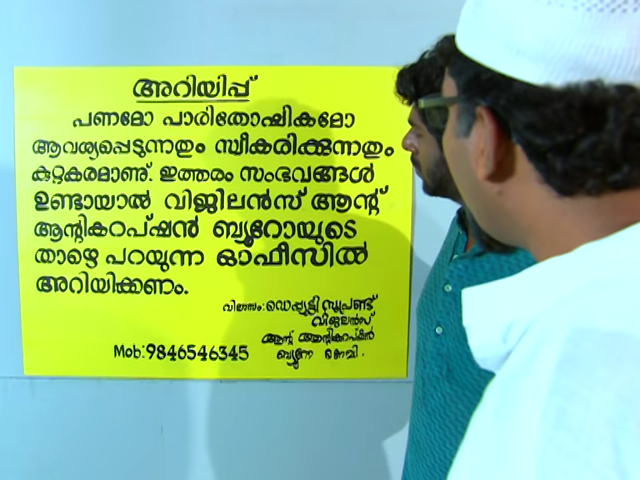 അറിയിപ്പ്
പണമോ പാരിതോഷികമോ
ആവശ്യപ്പെടുന്നതും സ്വീകരിക്കുന്നതും
കുറ്റകരമാണ്. ഇത്തരം സംഭവങ്ങൾ
ഉണ്ടായാൽ വിജിലൻസ് ആന്റ്
ആന്റികറപ്ഷൻ ബ്യൂറോയുടെ
താഴെ പറയുന്ന ഓഫീസിൽ
അറിയിക്കണം.
വിലാസം: ഡെപ്യൂട്ടി സൂപ്രണ്ട്
വിജിലൻസ്
ആന്റ് ആന്റികറപ്ഷൻ
Mob: 9846546345 ബ്യൂറോ